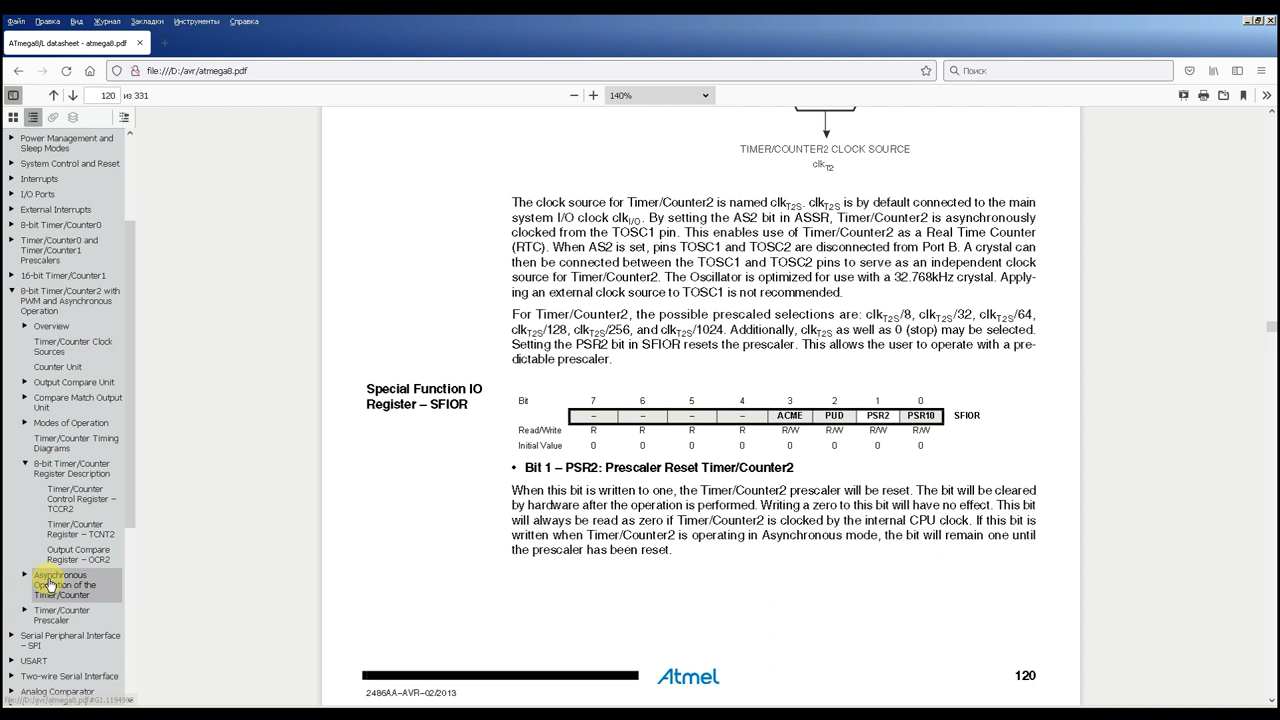 Файл Правка Вид Журнал Закладки Инструменты Справка
ATmega8/L datasheet - atmega8.pdf
file:///D:/avr/atmega8.pdf
Поиск
120 из 331
140%
Power Management and
Sleep Modes
System Control and Reset
Interrupts
I/O Ports
External Interrupts
8-bit Timer/Counter0
Timer/Counter0 and
Timer/Counter1
Prescalers
16-bit Timer/Counter1
8-bit Timer/Counter2 with
PWM and Asynchronous
Operation
Overview
Timer/Counter Clock
Sources
Counter Unit
Output Compare Unit
Compare Match Output
Unit
Modes of Operation
Timer/Counter Timing
Diagrams
8-bit Timer/Counter
Register Description
Timer/Counter
Control Register –
TCCR2
Timer/Counter
Register – TCNT2
Output Compare
Register – OCR2
Asynchronous
Operation of the
Timer/Counter
Timer/Counter
Prescaler
Serial Peripheral Interface
– SPI
USART
Two-wire Serial Interface
Analog Comparator
TIMER/COUNTER2 CLOCK SOURCE
clkT2
The clock source for Timer/Counter2 is named clkT2S. clkT2S is by default connected to the main
system I/O clock clkI/O. By setting the AS2 bit in ASSR, Timer/Counter2 is asynchronously
clocked from the TOSC1 pin. This enables use of Timer/Counter2 as a Real Time Counter
(RTC). When AS2 is set, pins TOSC1 and TOSC2 are disconnected from Port B. A crystal can
then be connected between the TOSC1 and TOSC2 pins to serve as an independent clock
source for Timer/Counter2. The Oscillator is optimized for use with a 32.768kHz crystal. Apply-
ing an external clock source to TOSC1 is not recommended.
For Timer/Counter2, the possible prescaled selections are: clkT2S/8, clkT2S/32, clkT2S/64,
clkT2S/128, clkT2S/256, and clkT2S/1024. Additionally, clkT2S as well as 0 (stop) may be selected.
Setting the PSR2 bit in SFIOR resets the prescaler. This allows the user to operate with a pre-
dictable prescaler.
Special Function IO
Register – SFIOR
Bit 7 6 5 4 3 2 1 0
– – – – ACME PUD PSR2 PSR10 SFIOR
Read/Write R R R R R/W R/W R/W R/W
Initial Value 0 0 0 0 0 0 0 0
• Bit 1 – PSR2: Prescaler Reset Timer/Counter2
When this bit is written to one, the Timer/Counter2 prescaler will be reset. The bit will be cleared
by hardware after the operation is performed. Writing a zero to this bit will have no effect. This bit
will always be read as zero if Timer/Counter2 is clocked by the internal CPU clock. If this bit is
written when Timer/Counter2 is operating in Asynchronous mode, the bit will remain one until
the prescaler has been reset.
Atmel
120
2486AA–AVR–02/2013